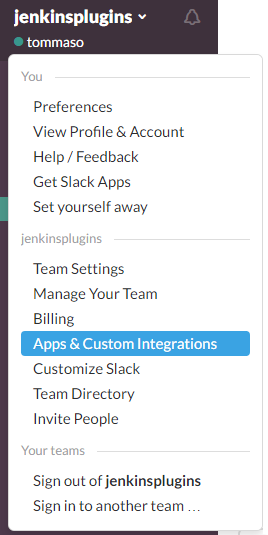 jenkinsplugins
tommaso
You
Preferences
View Profile & Account
Help / Feedback
Get Slack Apps
Set yourself away
jenkinsplugins
Team Settings
Manage Your Team
Billing
Apps & Custom Integrations
Customize Slack
Team Directory
Invite People
Your teams
Sign out of jenkinsplugins
Sign in to another team ...